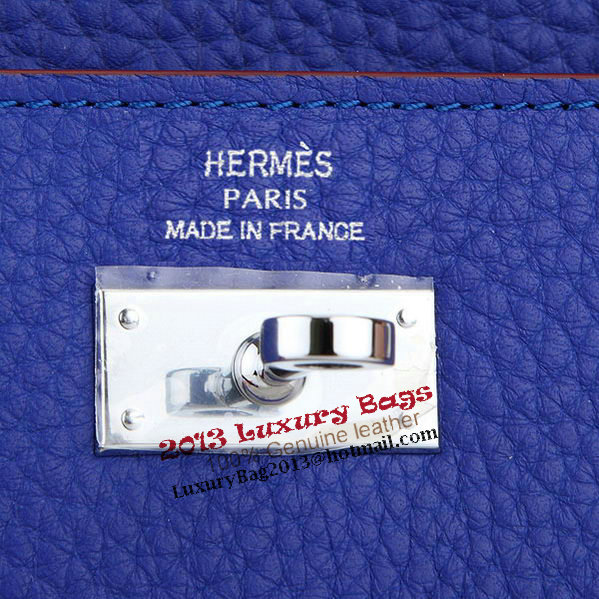 HERMÈS
PARIS
MADE IN FRANCE
2013 Luxury Bags
100% Genuine leather
LuxuryBag2013@hotmail.com